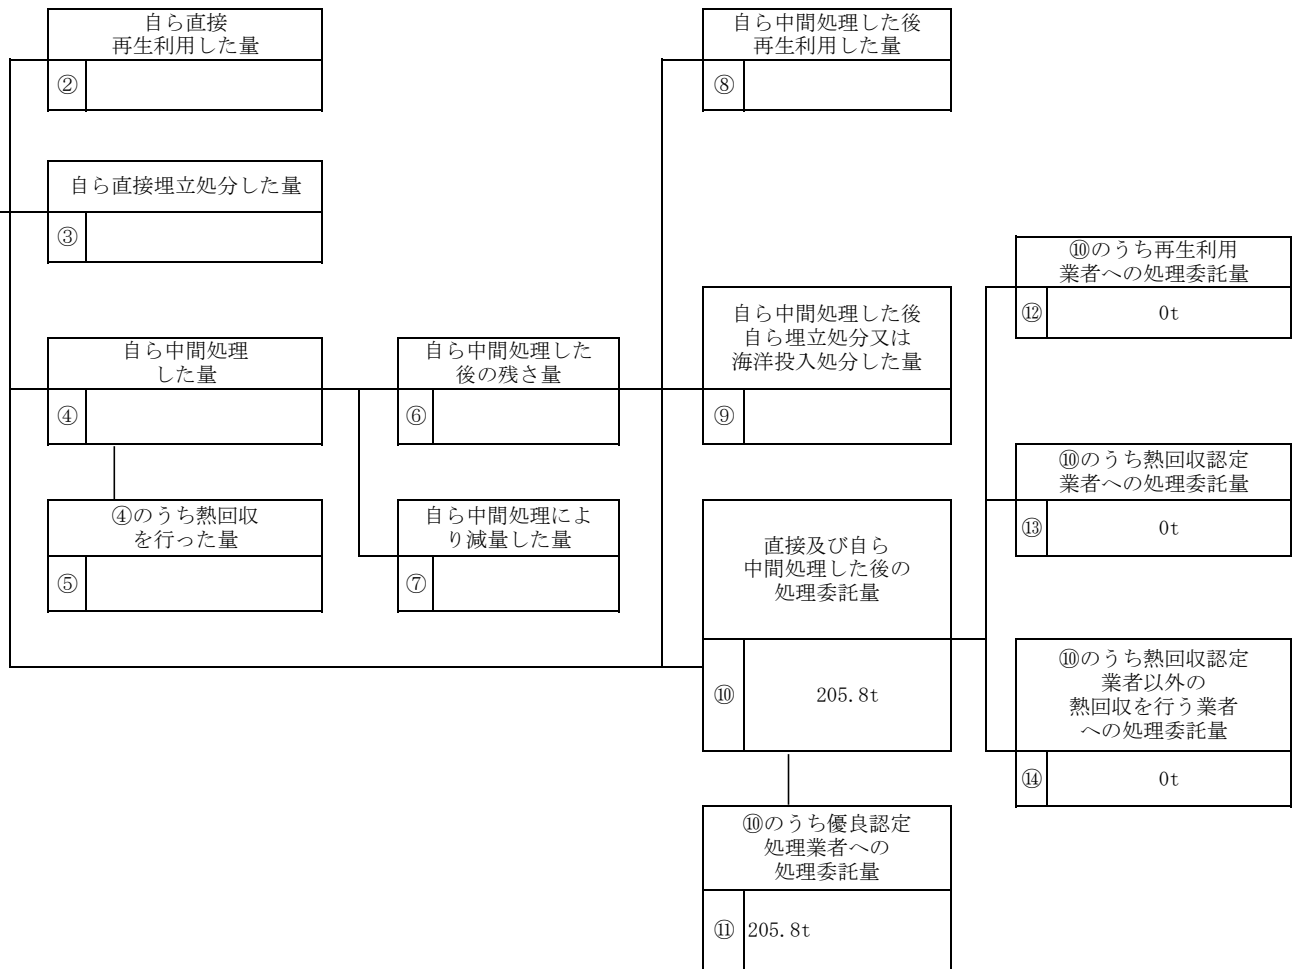 自ら直接
再生利用した量
②
自ら直接埋立処分した量
③
自ら中間処理
した量
④
④のうち熱回収
を行った量
⑤
自ら中間処理した
後の残さ量
⑥
自ら中間処理によ
り減量した量
⑦
自ら中間処理した後
再生利用した量
⑧
自ら中間処理した後
自ら埋立処分又は
海洋投入処分した量
⑨
直接及び自ら
中間処理した後の
処理委託量
⑩ 205.8t
⑩のうち優良認定
処理業者への
処理委託量
⑪ 205.8t
⑩のうち再生利用
業者への処理委託量
⑫ 0t
⑩のうち熱回収認定
業者への処理委託量
⑬ 0t
⑩のうち熱回収認定
業者以外の
熱回収を行う業者
への処理委託量
⑭ 0t